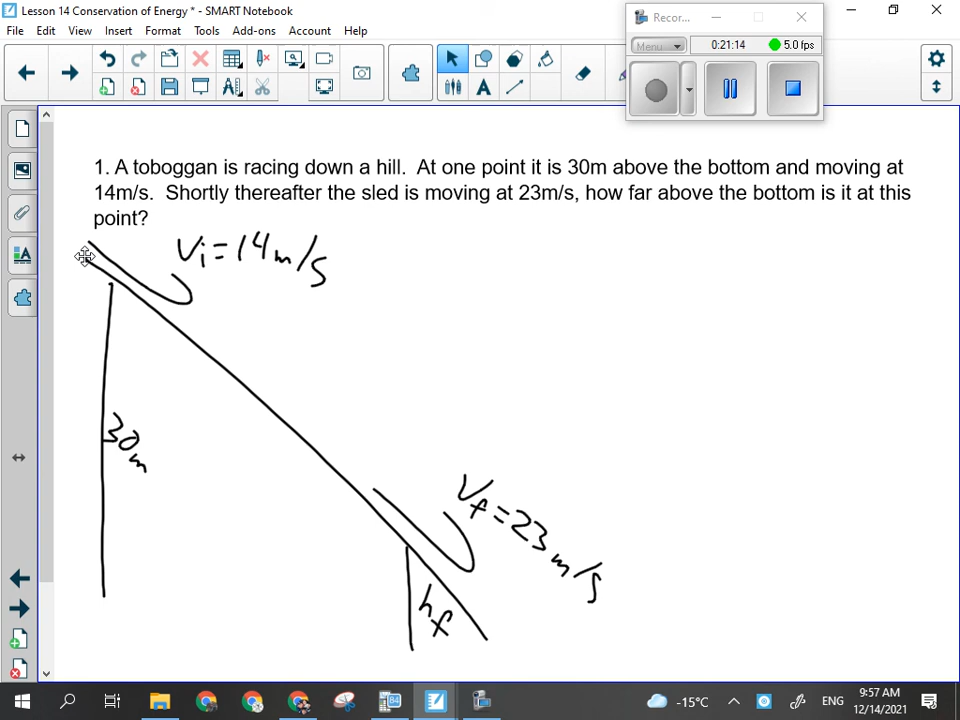 Lesson 14 Conservation of Energy * - SMART Notebook
Recor...
File Edit View Insert Format Tools Add-ons Account Help
Menu
0:21:14
5.0 fps
A
1. A toboggan is racing down a hill. At one point it is 30m above the bottom and moving at
14m/s. Shortly thereafter the sled is moving at 23m/s, how far above the bottom is it at this
point?
Vi = 14 m/s
30m
Vf = 23 m/s
hf
-15°C
ENG
9:57 AM
12/14/2021